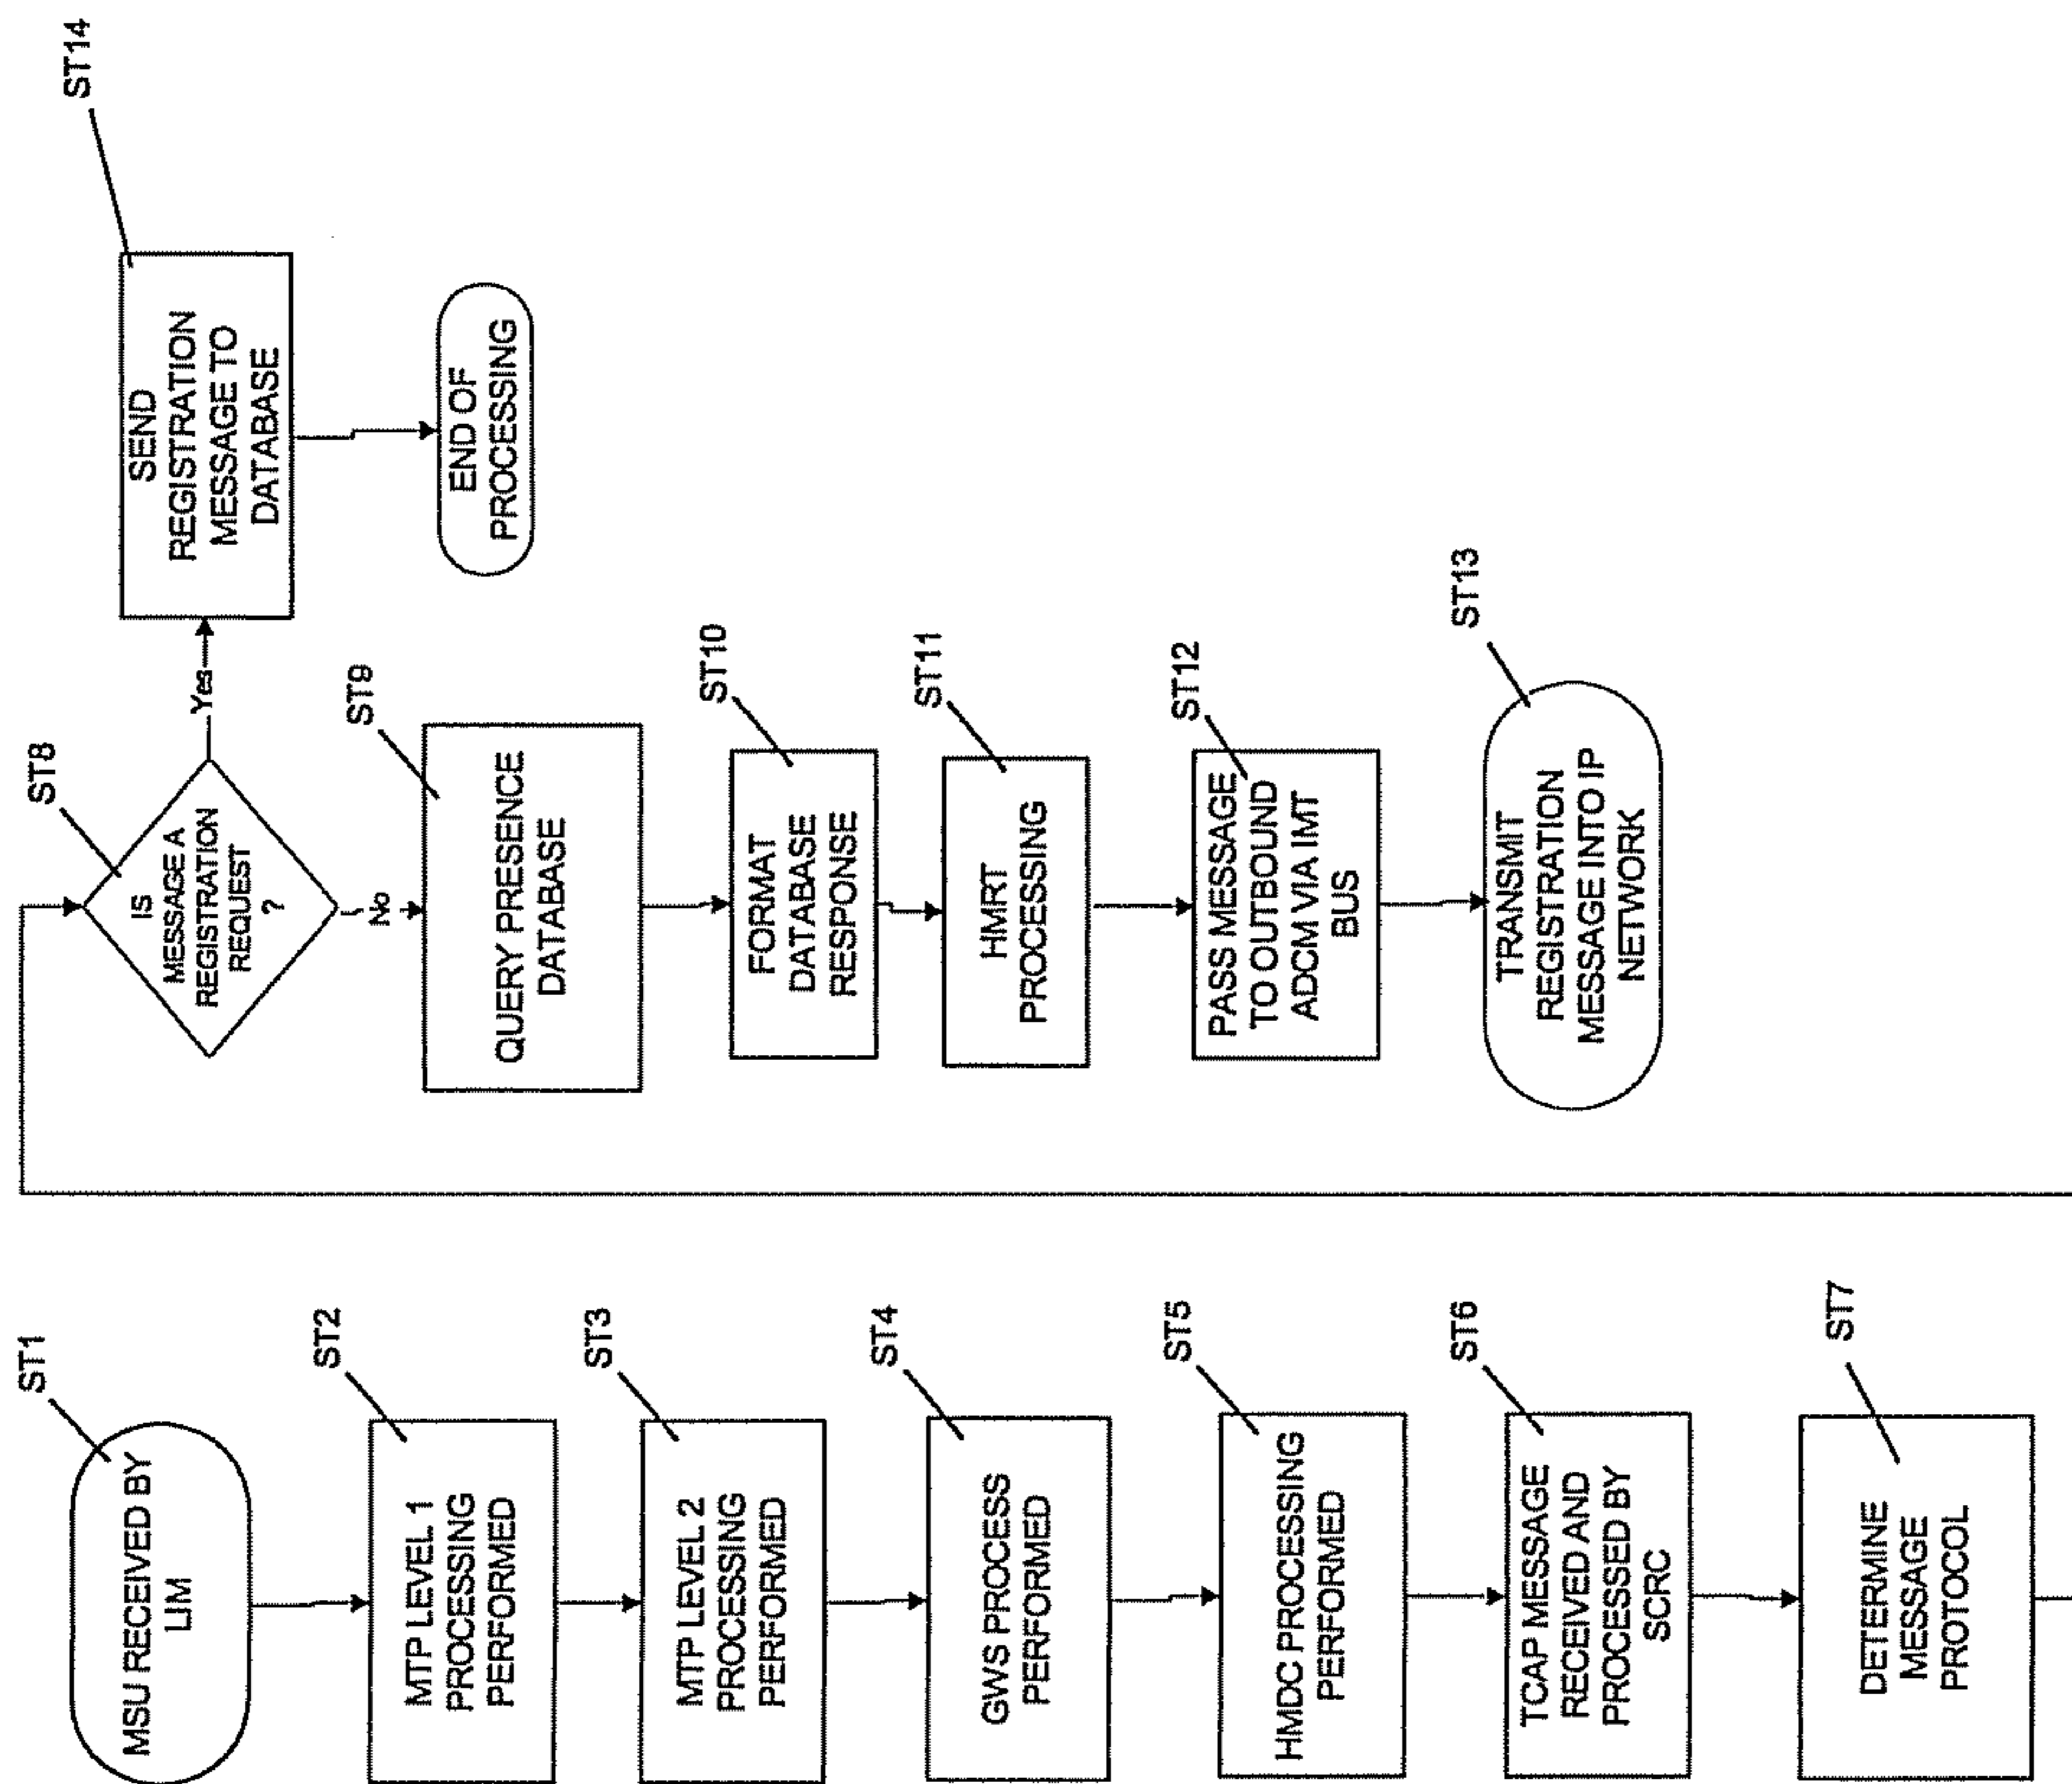 ST1
MSU RECEIVED BY
LIM
ST2
MTP LEVEL 1
PROCESSING
PERFORMED
ST3
MTP LEVEL 2
PROCESSING
PERFORMED
ST4
GWS PROCESS
PERFORMED
ST5
HMDC PROCESSING
PERFORMED
ST6
TCAP MESSAGE
RECEIVED AND
PROCESSED BY
SCRC
ST7
DETERMINE
MESSAGE
PROTOCOL
ST8
IS
MESSAGE A
REGISTRATION
REQUEST
?
Yes
No
ST14
SEND
REGISTRATION
MESSAGE TO
DATABASE
END OF
PROCESSING
ST9
QUERY PRESENCE
DATABASE
ST10
FORMAT
DATABASE
RESPONSE
ST11
HMRT
PROCESSING
ST12
PASS MESSAGE
TO OUTBOUND
ADCM VIA IMT
BUS
ST13
TRANSMIT
REGISTRATION
MESSAGE INTO IP
NETWORK